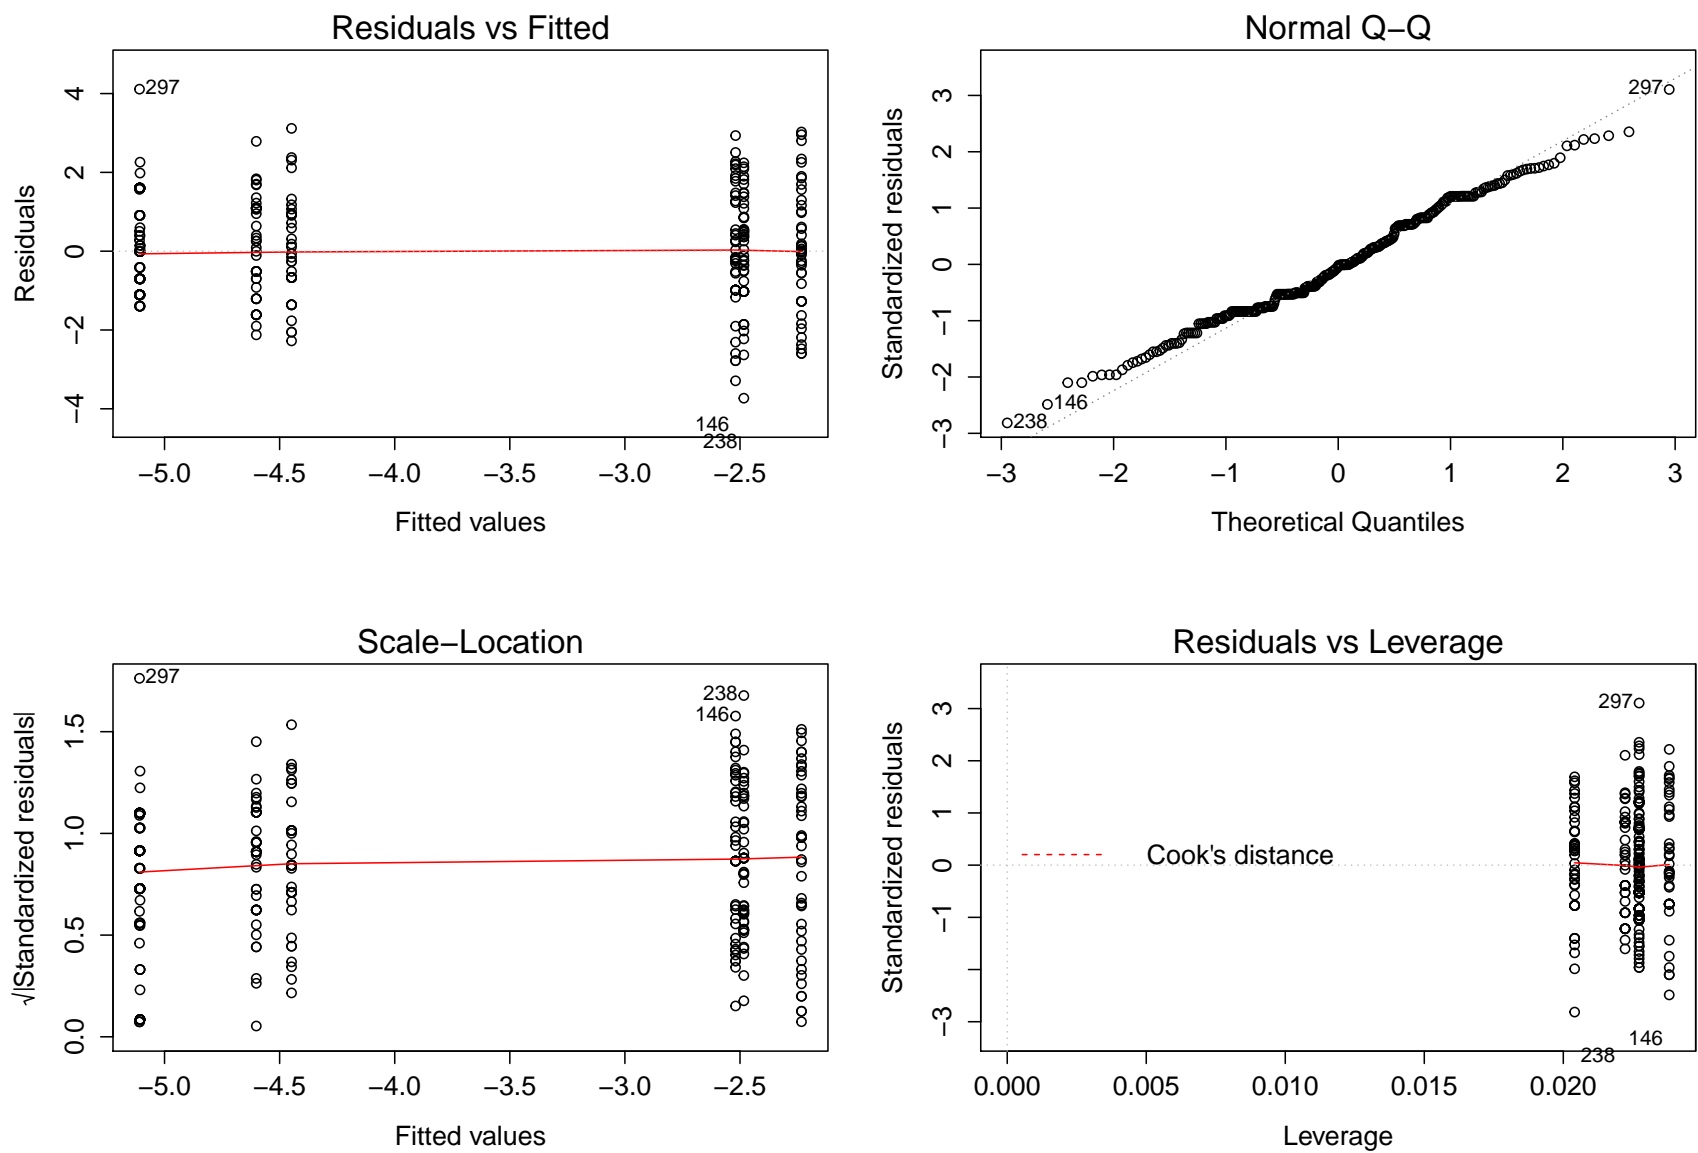 Residuals vs Fitted
Residuals
4
2
0
−2
−4
297
146
238
−5.0 −4.5 −4.0 −3.5 −3.0 −2.5
Fitted values
Normal Q−Q
Standardized residuals
3
2
1
0
−1
−2
−3
297
146
238
−3 −2 −1 0 1 2 3
Theoretical Quantiles
Scale−Location
√|Standardized residuals|
1.5
1.0
0.5
0.0
297
238
146
−5.0 −4.5 −4.0 −3.5 −3.0 −2.5
Fitted values
Residuals vs Leverage
Standardized residuals
3
2
1
0
−1
−3
297
Cook's distance
146
238
0.000 0.005 0.010 0.015 0.020
Leverage